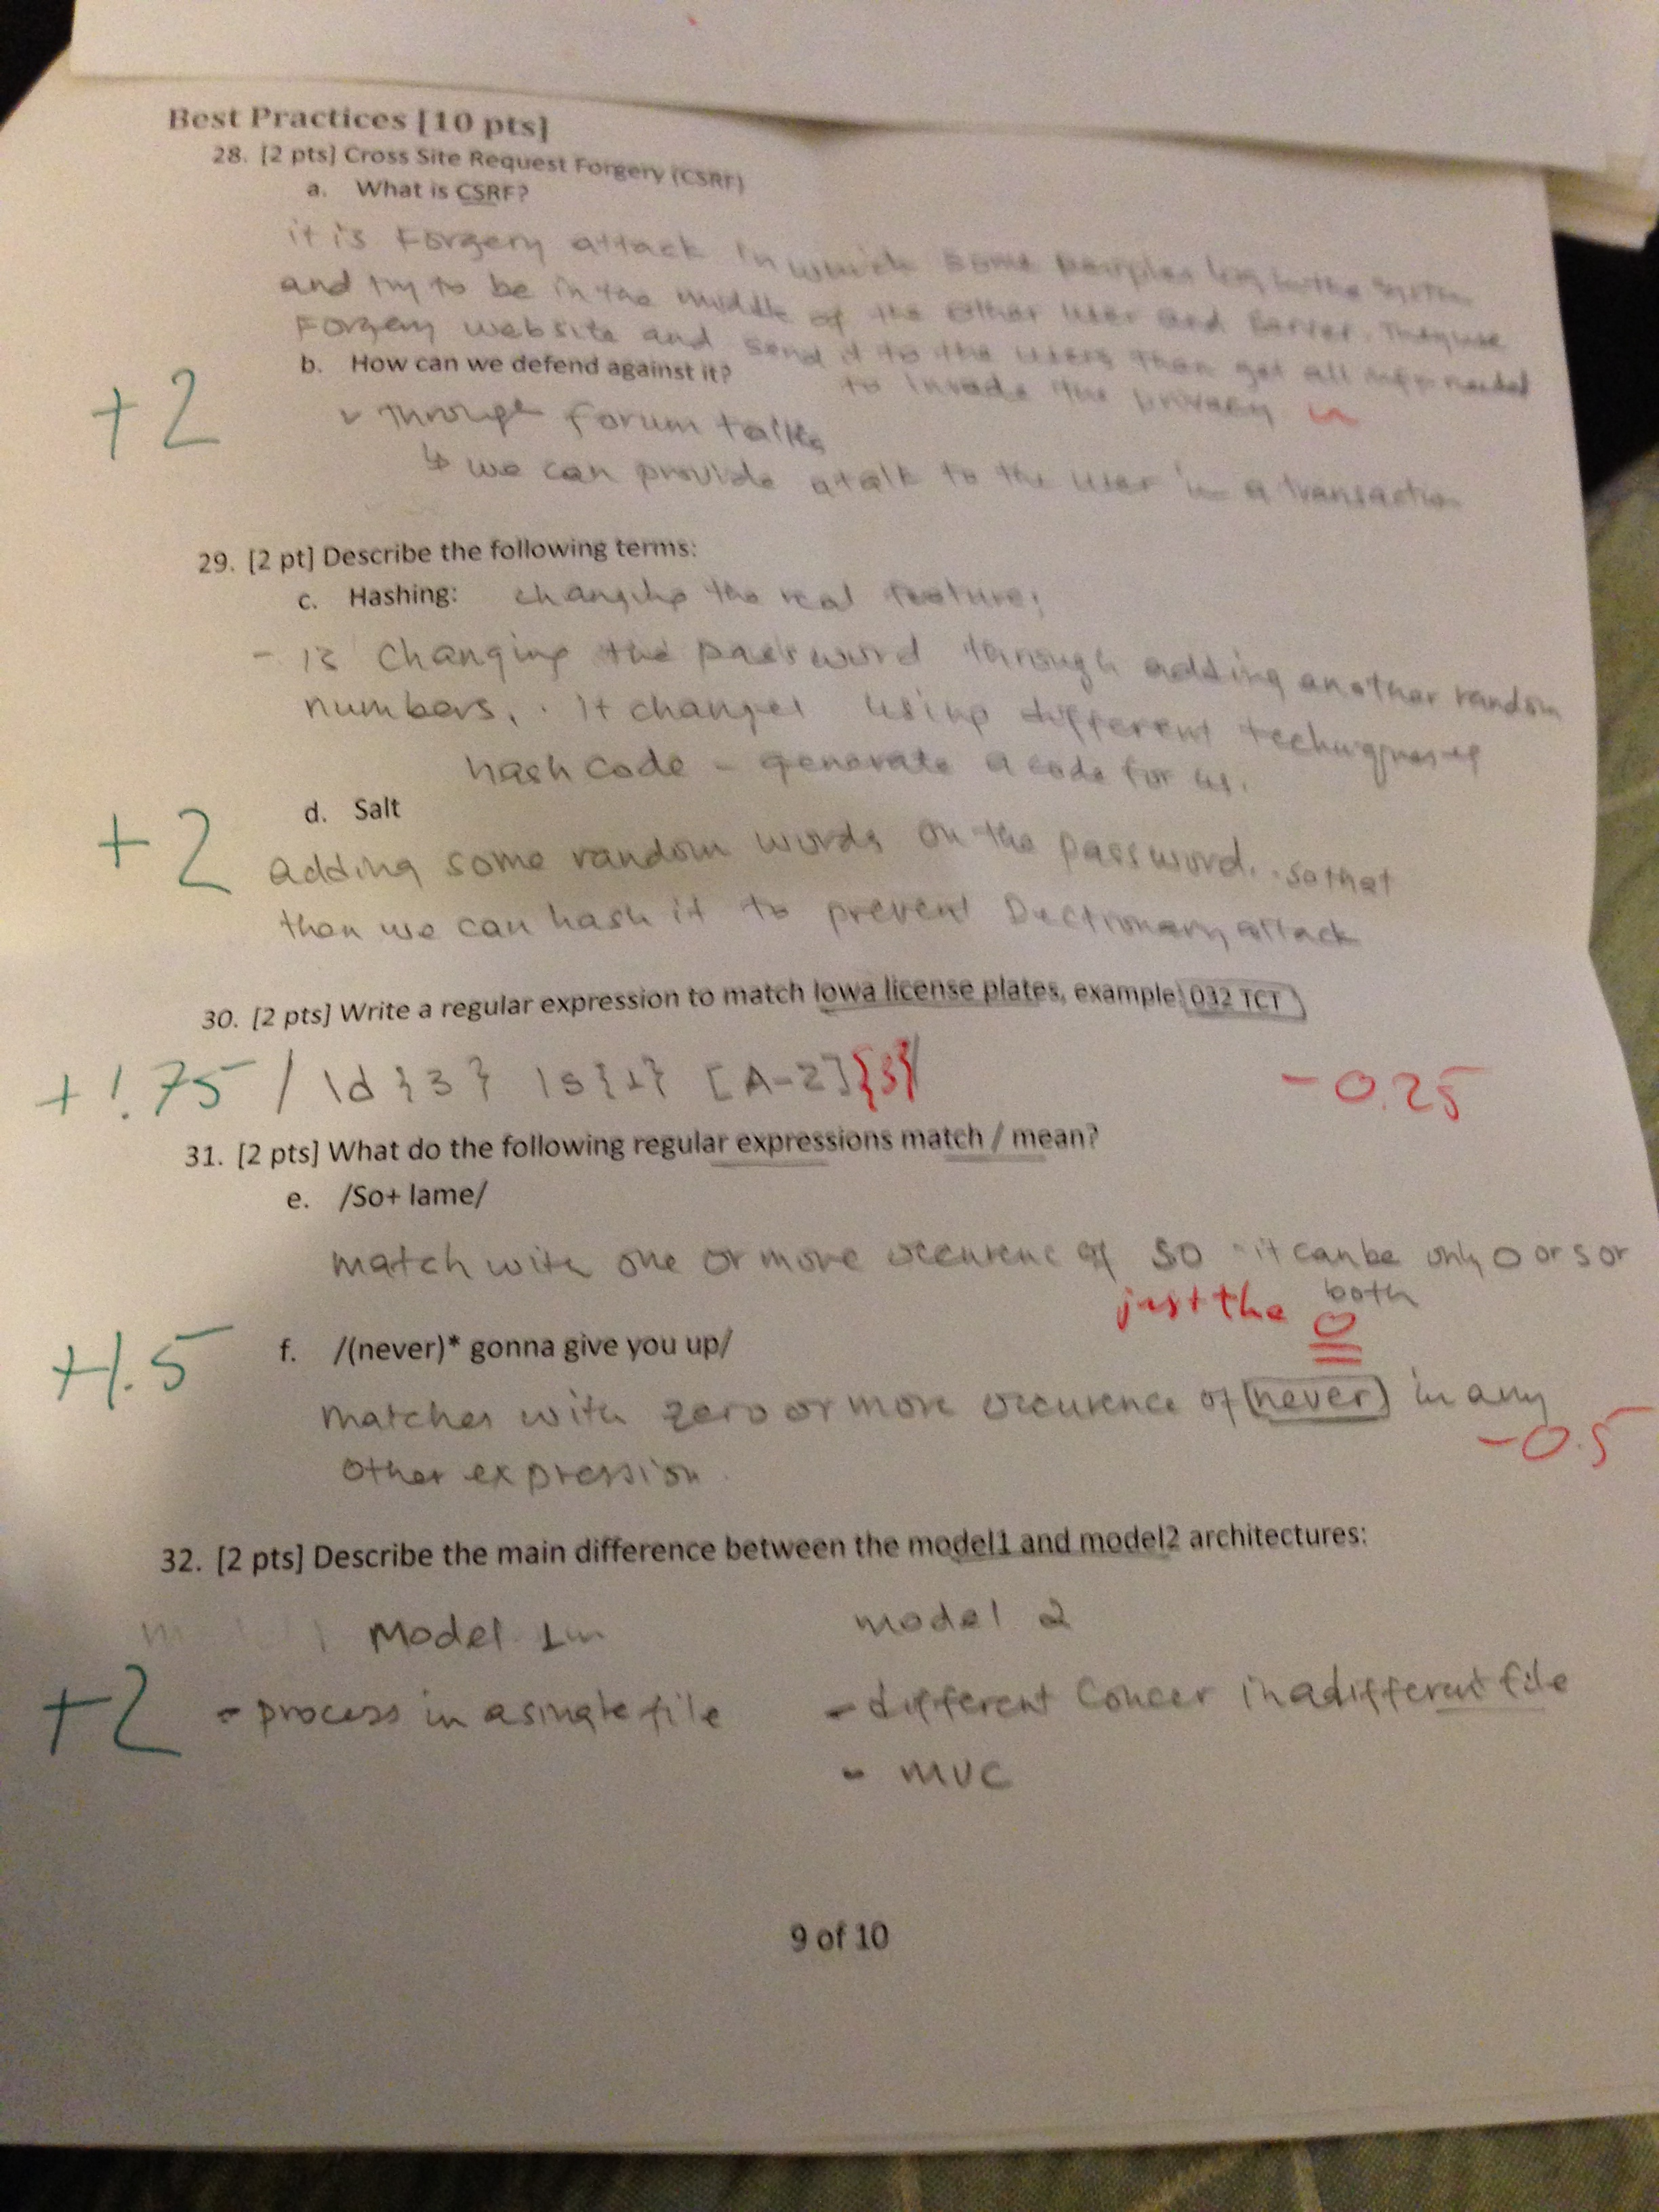 Best Practices [10 pts]
28. [2 pts] Cross Site Request Forgery (CSRF)
a. What is CSRF?
it is Forgery attack in which some
and try to be in the middle of the other user and server. They use
Forgery website and send it to the users then get all info needed
to invade the privacy
b. How can we defend against it?
+2
Through forum talks
↳ we can provide a talk to the user in a transaction
29. [2 pt] Describe the following terms:
c. Hashing: changing the real feature;
- is changing the password through adding another random
numbers, . it changes using different techniques of
hash code - generate a code for us.
d. Salt
+2
adding some random words on the password. . so that
then we can hash it to prevent Dectionary attack
30. [2 pts] Write a regular expression to match Iowa license plates, example 032 TCT
+1.75 / \d{3} \s{1} [A-Z]{3}/ -0.25
31. [2 pts] What do the following regular expressions match / mean?
e. /So+ lame/
match with one or more occurenc of so - it can be only o or s or
both
just the o
+1.5
f. /(never)* gonna give you up/
matches with zero or more occurence of (never) in any
-0.5
other expression
32. [2 pts] Describe the main difference between the model1 and model2 architectures:
Model 1 model 2
+2 - process in a single file - different Concer in a different file
- MVC
9 of 10